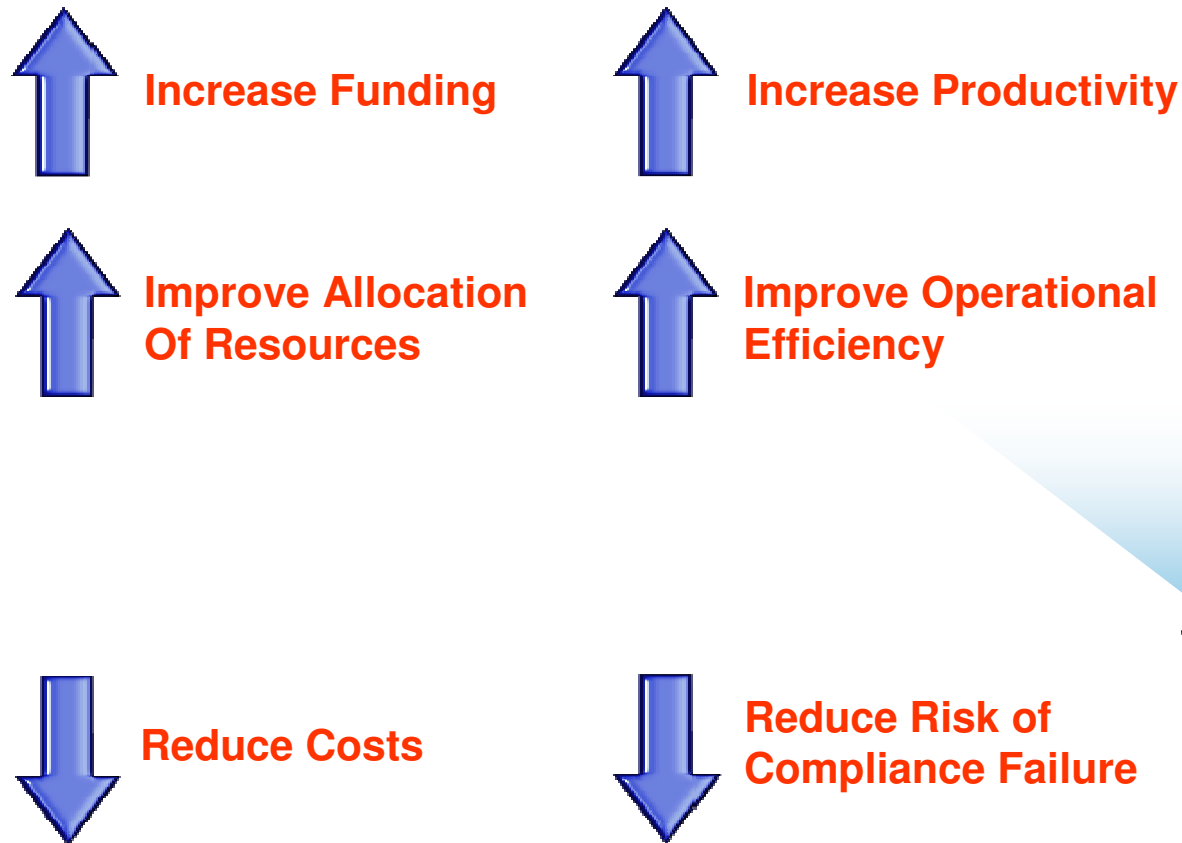 Increase Funding
Increase Productivity
Improve Allocation
Of Resources
Improve Operational
Efficiency
Reduce Costs
Reduce Risk of
Compliance Failure